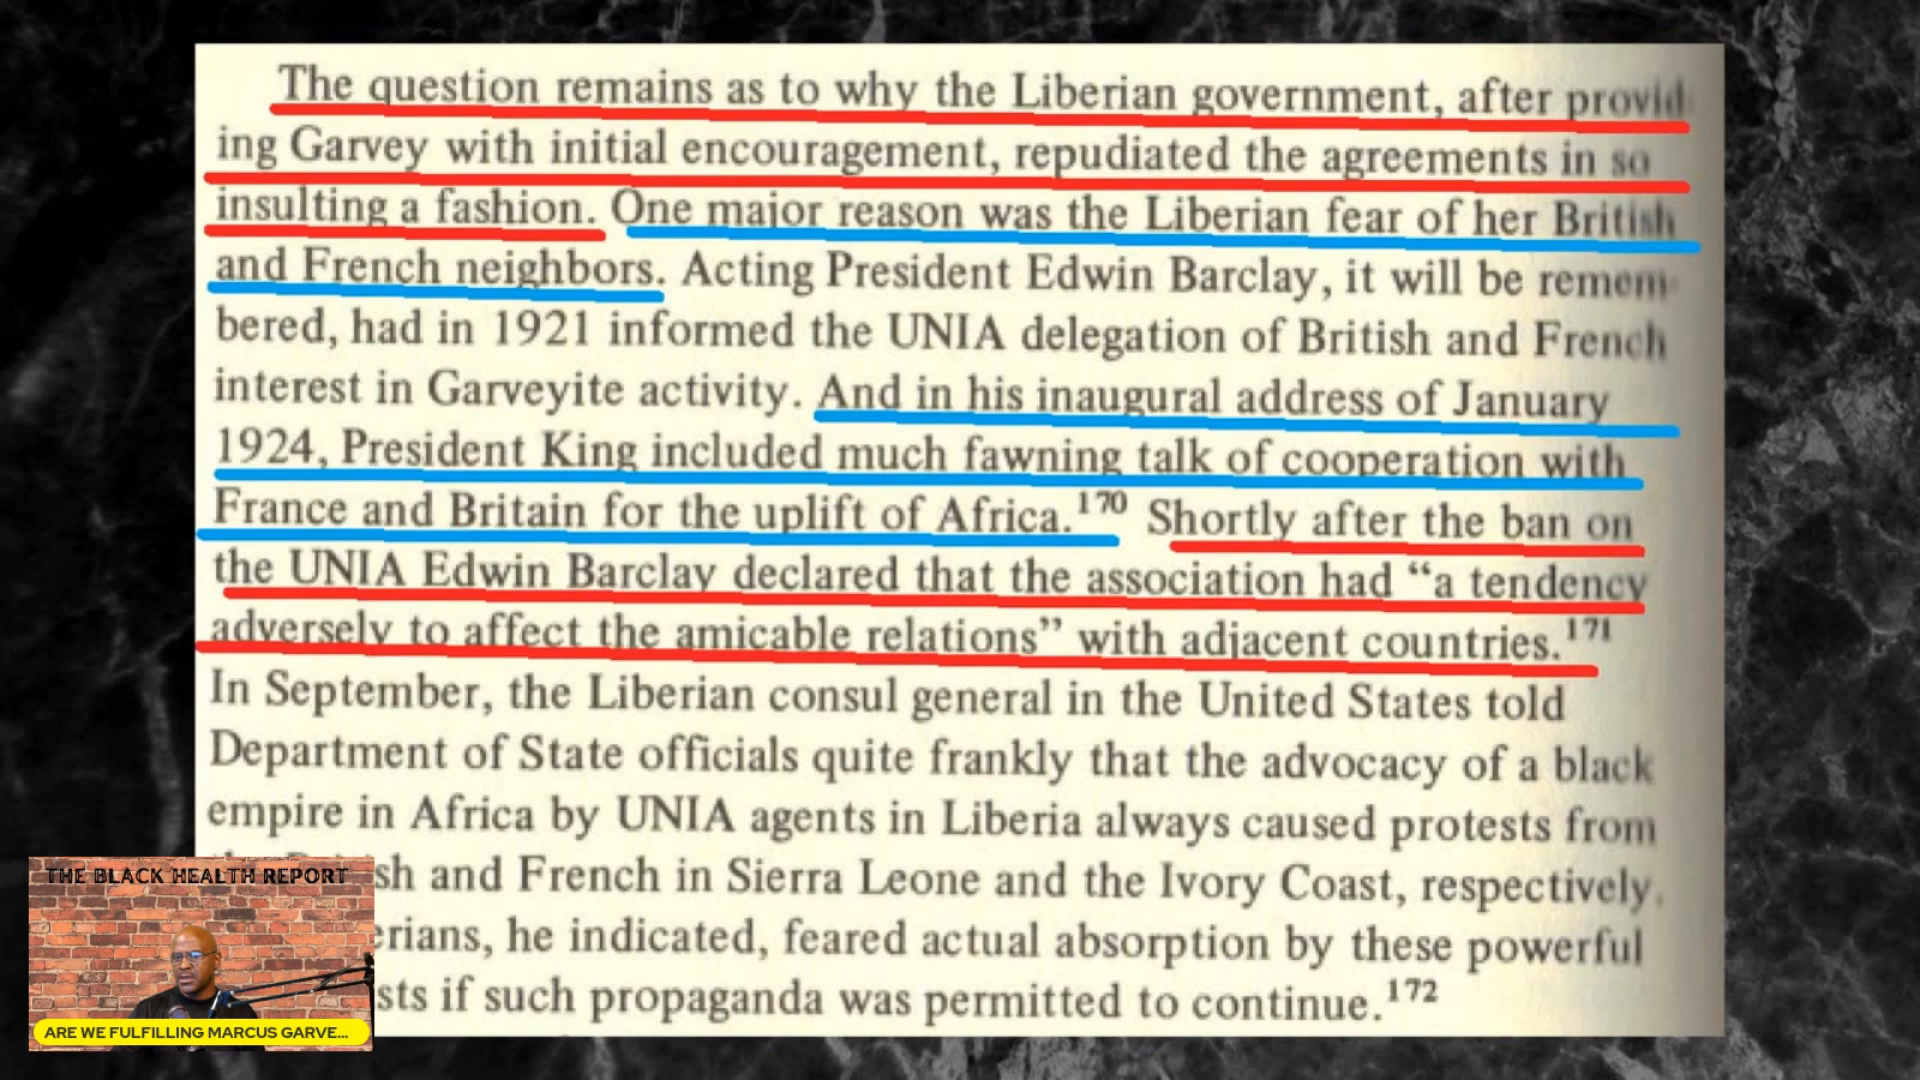 The question remains as to why the Liberian government, after provid
ing Garvey with initial encouragement, repudiated the agreements in so
insulting a fashion. One major reason was the Liberian fear of her British
and French neighbors. Acting President Edwin Barclay, it will be remem
bered, had in 1921 informed the UNIA delegation of British and French
interest in Garveyite activity. And in his inaugural address of January
1924, President King included much fawning talk of cooperation with
France and Britain for the uplift of Africa.170 Shortly after the ban on
the UNIA Edwin Barclay declared that the association had “a tendency
adversely to affect the amicable relations” with adjacent countries.171
In September, the Liberian consul general in the United States told
Department of State officials quite frankly that the advocacy of a black
empire in Africa by UNIA agents in Liberia always caused protests from
sh and French in Sierra Leone and the Ivory Coast, respectively.
erians, he indicated, feared actual absorption by these powerful
sts if such propaganda was permitted to continue.172
THE BLACK HEALTH REPORT
ARE WE FULFILLING MARCUS GARVE...